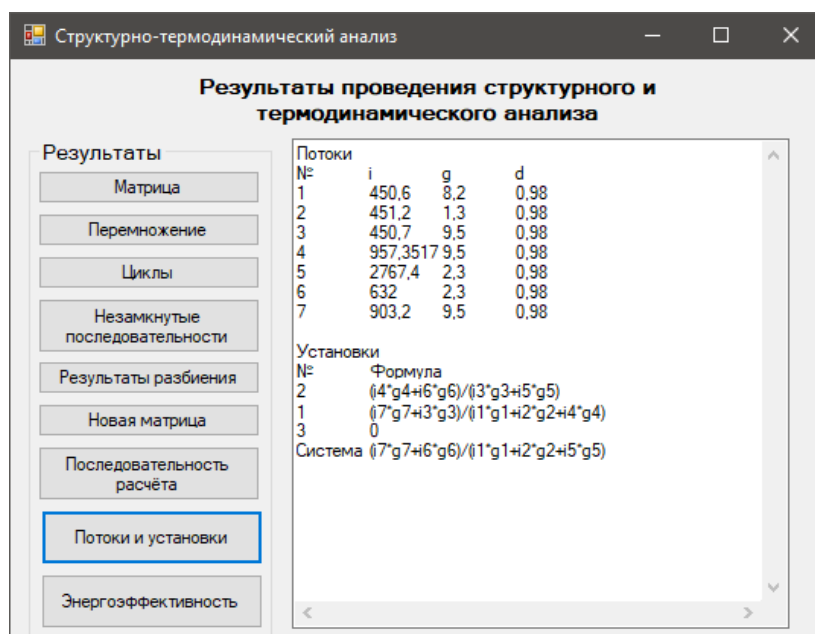 Структурно-термодинамический анализ
Результаты проведения структурного и
термодинамического анализа
Результаты
Матрица
Перемножение
Циклы
Незамкнутые
последовательности
Результаты разбиения
Новая матрица
Последовательность
расчёта
Потоки и установки
Энергоэффективность
Потоки
№ i g d
1 450,6 8,2 0,98
2 451,2 1,3 0,98
3 450,7 9,5 0,98
4 957,3517 9,5 0,98
5 2767,4 2,3 0,98
6 632 2,3 0,98
7 903,2 9,5 0,98
Установки
№ Формула
2 (i4*g4+i6*g6)/(i3*g3+i5*g5)
1 (i7*g7+i3*g3)/(i1*g1+i2*g2+i4*g4)
3 0
Система (i7*g7+i6*g6)/(i1*g1+i2*g2+i5*g5)